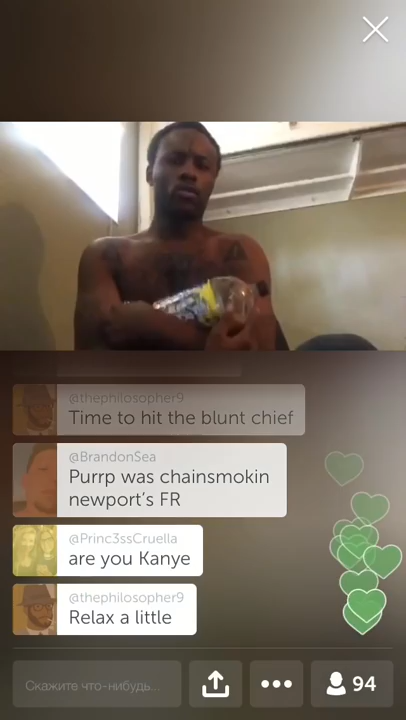 @thephilosopher9
Time to hit the blunt chief
@BrandonSea
Purrp was chainsmokin
newport's FR
@Princ3ssCruella
are you Kanye
@thephilosopher9
Relax a little
Скажите что-нибудь...
94